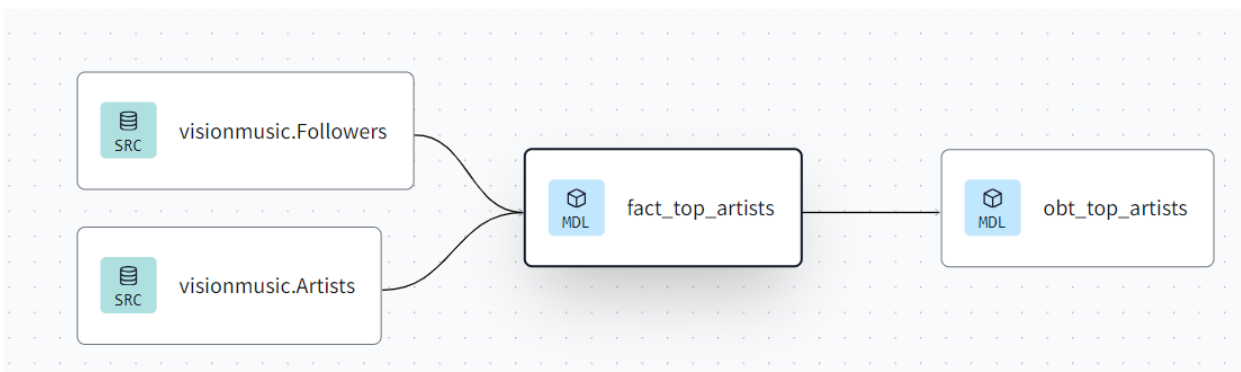 SRC
visionmusic.Followers
SRC
visionmusic.Artists
MDL
fact_top_artists
MDL
obt_top_artists